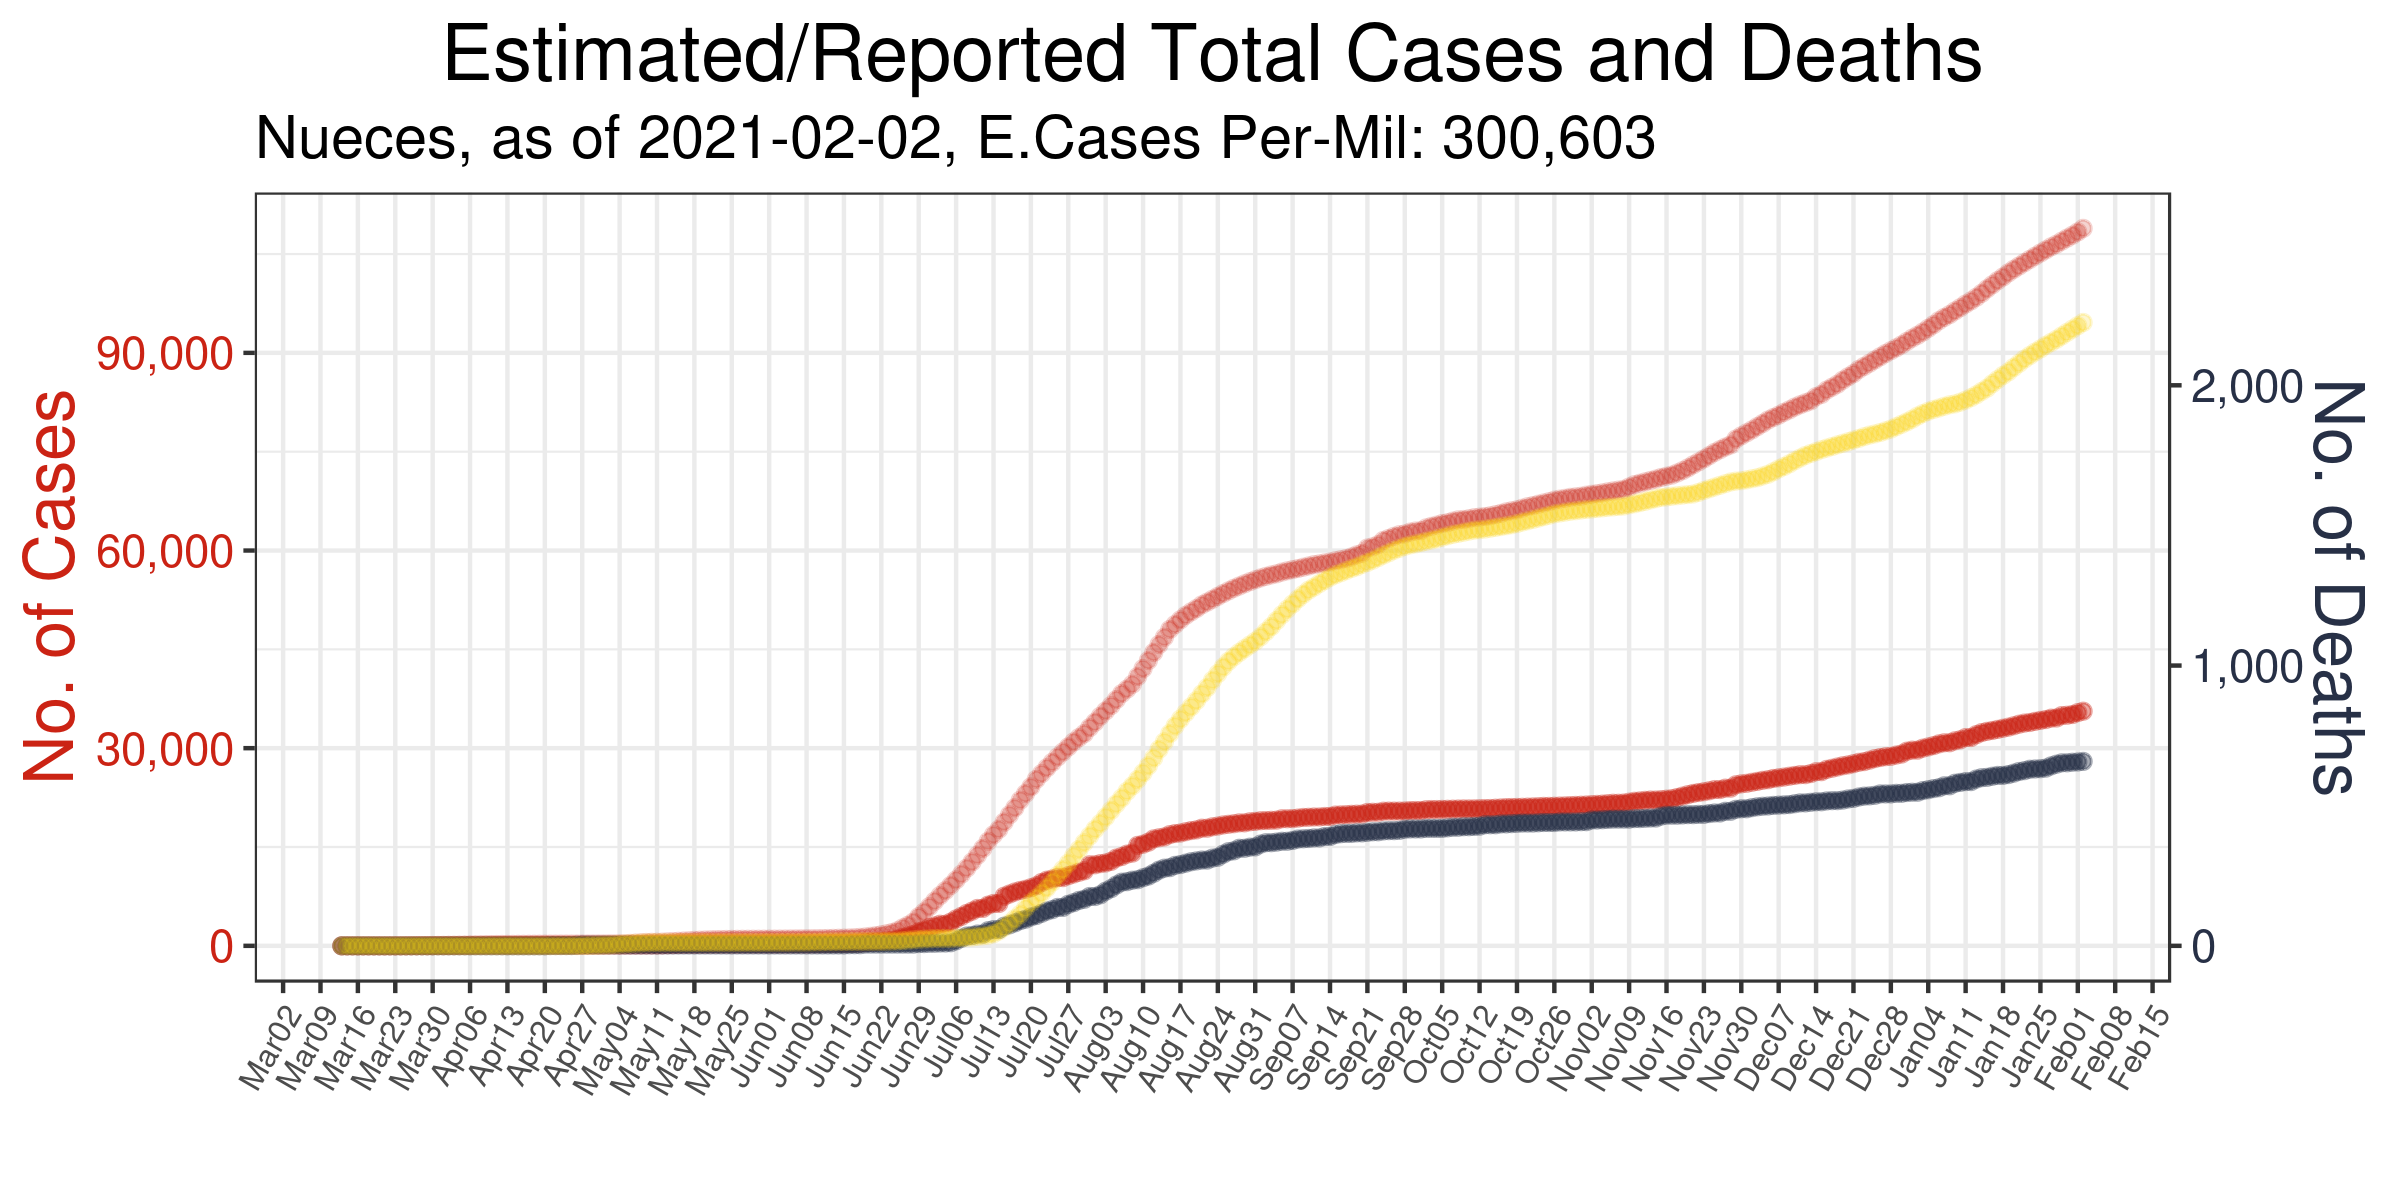 Estimated/Reported Total Cases and Deaths
Nueces, as of 2021-02-02, E.Cases Per-Mil: 300,603
No. of Cases
90,000
60,000
30,000
0
2,000
1,000
0
No. of Deaths
Mar02
Mar09
Mar16
Mar23
Mar30
Apr06
Apr13
Apr20
Apr27
May04
May11
May18
May25
Jun01
Jun08
Jun15
Jun22
Jun29
Jul06
Jul13
Jul20
Jul27
Aug03
Aug10
Aug17
Aug24
Aug31
Sep07
Sep14
Sep21
Sep28
Oct05
Oct12
Oct19
Oct26
Nov02
Nov09
Nov16
Nov23
Nov30
Dec07
Dec14
Dec21
Dec28
Jan04
Jan11
Jan18
Jan25
Feb01
Feb08
Feb15